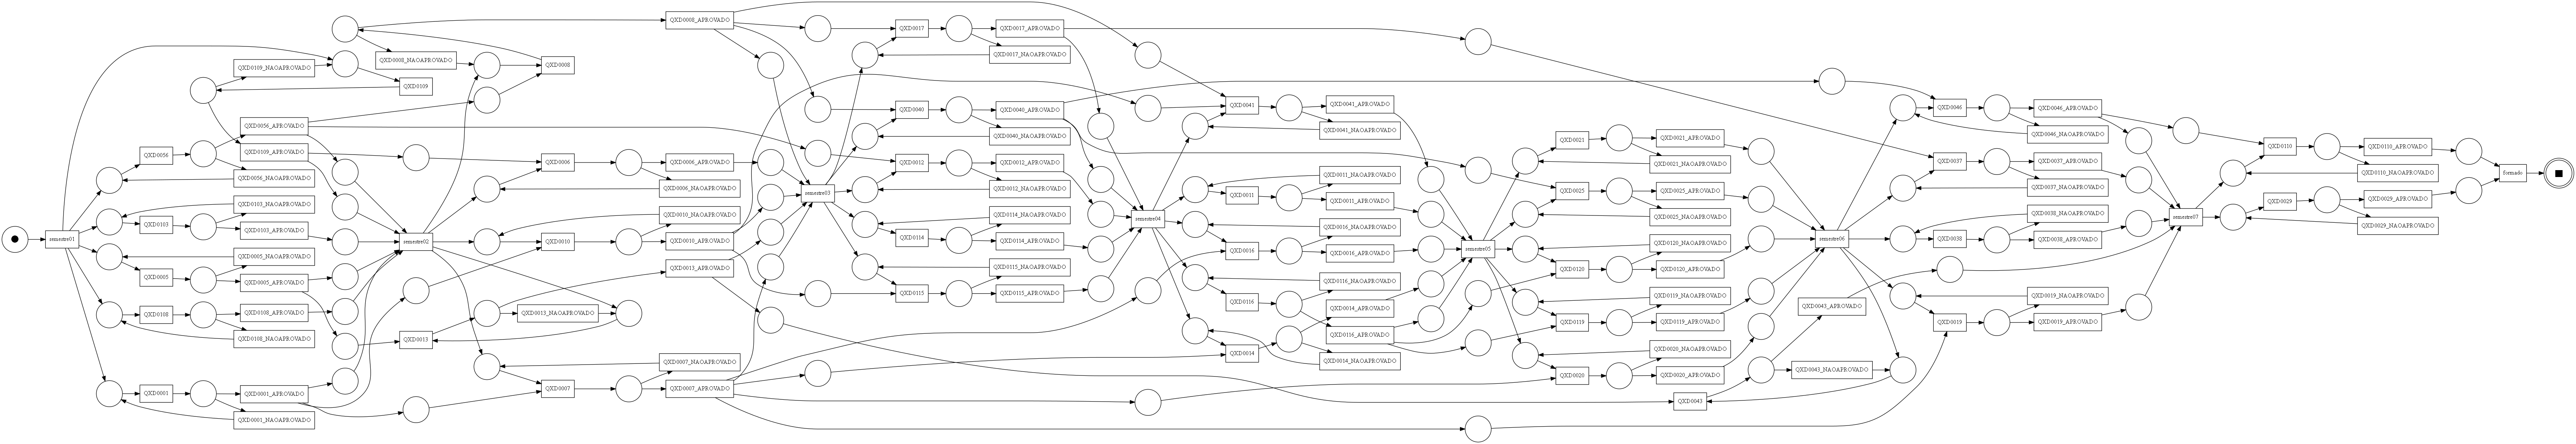 semestre01
QXD0109_NAOAPROVADO
QXD0109
QXD0056
QXD0056_APROVADO
QXD0109_APROVADO
QXD0056_NAOAPROVADO
QXD0103
QXD0103_NAOAPROVADO
QXD0103_APROVADO
QXD0005
QXD0005_NAOAPROVADO
QXD0005_APROVADO
QXD0108
QXD0108_APROVADO
QXD0108_NAOAPROVADO
QXD0001
QXD0001_APROVADO
QXD0001_NAOAPROVADO
QXD0008_NAOAPROVADO
QXD0008
semestre02
QXD0013
QXD0006
QXD0010
QXD0013_NAOAPROVADO
QXD0007
QXD0008_APROVADO
QXD0006_APROVADO
QXD0006_NAOAPROVADO
QXD0010_NAOAPROVADO
QXD0010_APROVADO
QXD0013_APROVADO
QXD0007_NAOAPROVADO
QXD0007_APROVADO
semestre03
QXD0017
QXD0040
QXD0012
QXD0114
QXD0115
QXD0017_APROVADO
QXD0017_NAOAPROVADO
QXD0040_APROVADO
QXD0040_NAOAPROVADO
QXD0012_APROVADO
QXD0012_NAOAPROVADO
QXD0114_NAOAPROVADO
QXD0114_APROVADO
QXD0115_NAOAPROVADO
QXD0115_APROVADO
semestre04
QXD0041
QXD0011
QXD0016
QXD0116
QXD0014
QXD0041_APROVADO
QXD0041_NAOAPROVADO
QXD0011_NAOAPROVADO
QXD0011_APROVADO
QXD0016_NAOAPROVADO
QXD0016_APROVADO
QXD0116_NAOAPROVADO
QXD0014_APROVADO
QXD0116_APROVADO
QXD0014_NAOAPROVADO
semestre05
QXD0021
QXD0025
QXD0120
QXD0119
QXD0020
QXD0021_APROVADO
QXD0021_NAOAPROVADO
QXD0025_APROVADO
QXD0025_NAOAPROVADO
QXD0120_NAOAPROVADO
QXD0120_APROVADO
QXD0119_NAOAPROVADO
QXD0119_APROVADO
QXD0020_NAOAPROVADO
QXD0020_APROVADO
QXD0043
semestre06
QXD0043_APROVADO
QXD0043_NAOAPROVADO
QXD0046
QXD0037
QXD0038
QXD0019
QXD0046_APROVADO
QXD0046_NAOAPROVADO
QXD0037_APROVADO
QXD0037_NAOAPROVADO
QXD0038_NAOAPROVADO
QXD0038_APROVADO
QXD0019_NAOAPROVADO
QXD0019_APROVADO
semestre07
QXD0110
QXD0029
QXD0110_APROVADO
QXD0110_NAOAPROVADO
QXD0029_APROVADO
QXD0029_NAOAPROVADO
formado